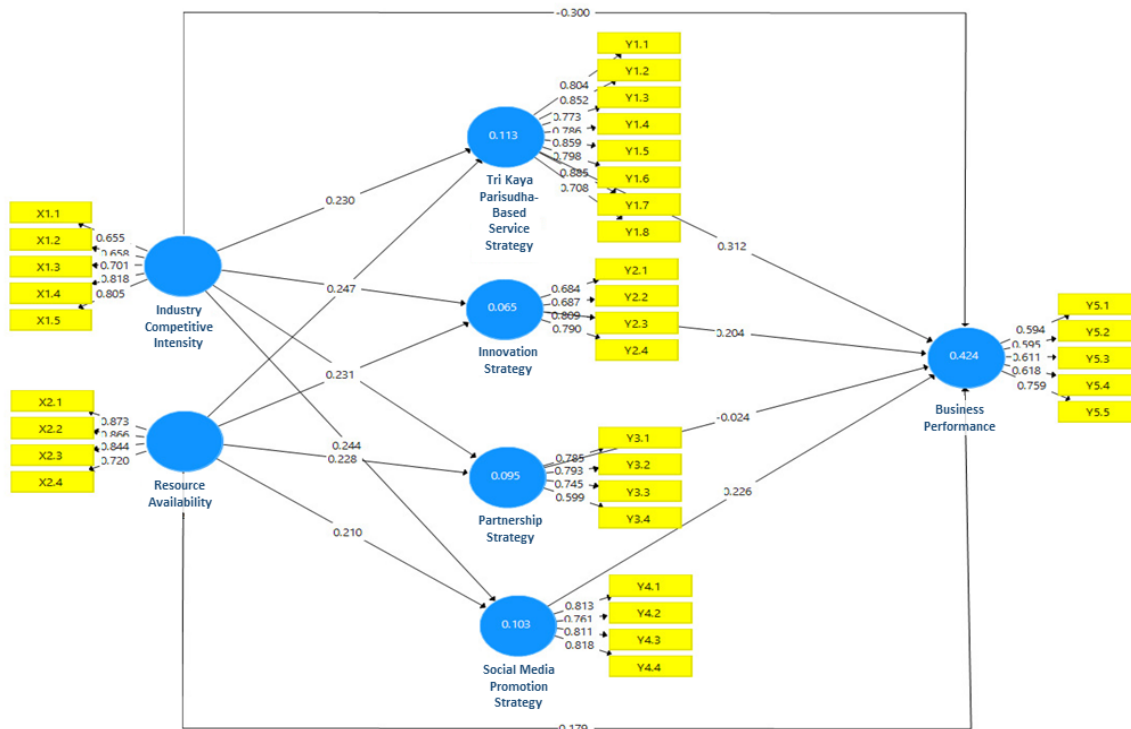 -0.300
Y1.1
Y1.2
Y1.3
Y1.4
Y1.5
Y1.6
Y1.7
Y1.8
0.804
0.852
0.773
0.786
0.859
0.798
0.885
0.708
0.113
Tri Kaya
Parisudha-
Based
Service
Strategy
0.230
0.312
X1.1
X1.2
X1.3
X1.4
X1.5
0.655
0.658
0.701
0.818
0.805
Industry
Competitive
Intensity
0.247
Y2.1
Y2.2
Y2.3
Y2.4
0.684
0.687
0.809
0.790
0.065
Innovation
Strategy
0.204
0.231
Y5.1
Y5.2
Y5.3
Y5.4
Y5.5
0.594
0.595
0.611
0.618
0.759
0.424
Business
Performance
X2.1
X2.2
X2.3
X2.4
0.873
0.866
0.844
0.720
Resource
Availability
0.244
0.228
-0.024
Y3.1
Y3.2
Y3.3
Y3.4
0.785
0.793
0.745
0.599
0.095
Partnership
Strategy
0.226
0.210
Y4.1
Y4.2
Y4.3
Y4.4
0.813
0.761
0.811
0.818
0.103
Social Media
Promotion
Strategy
0.179